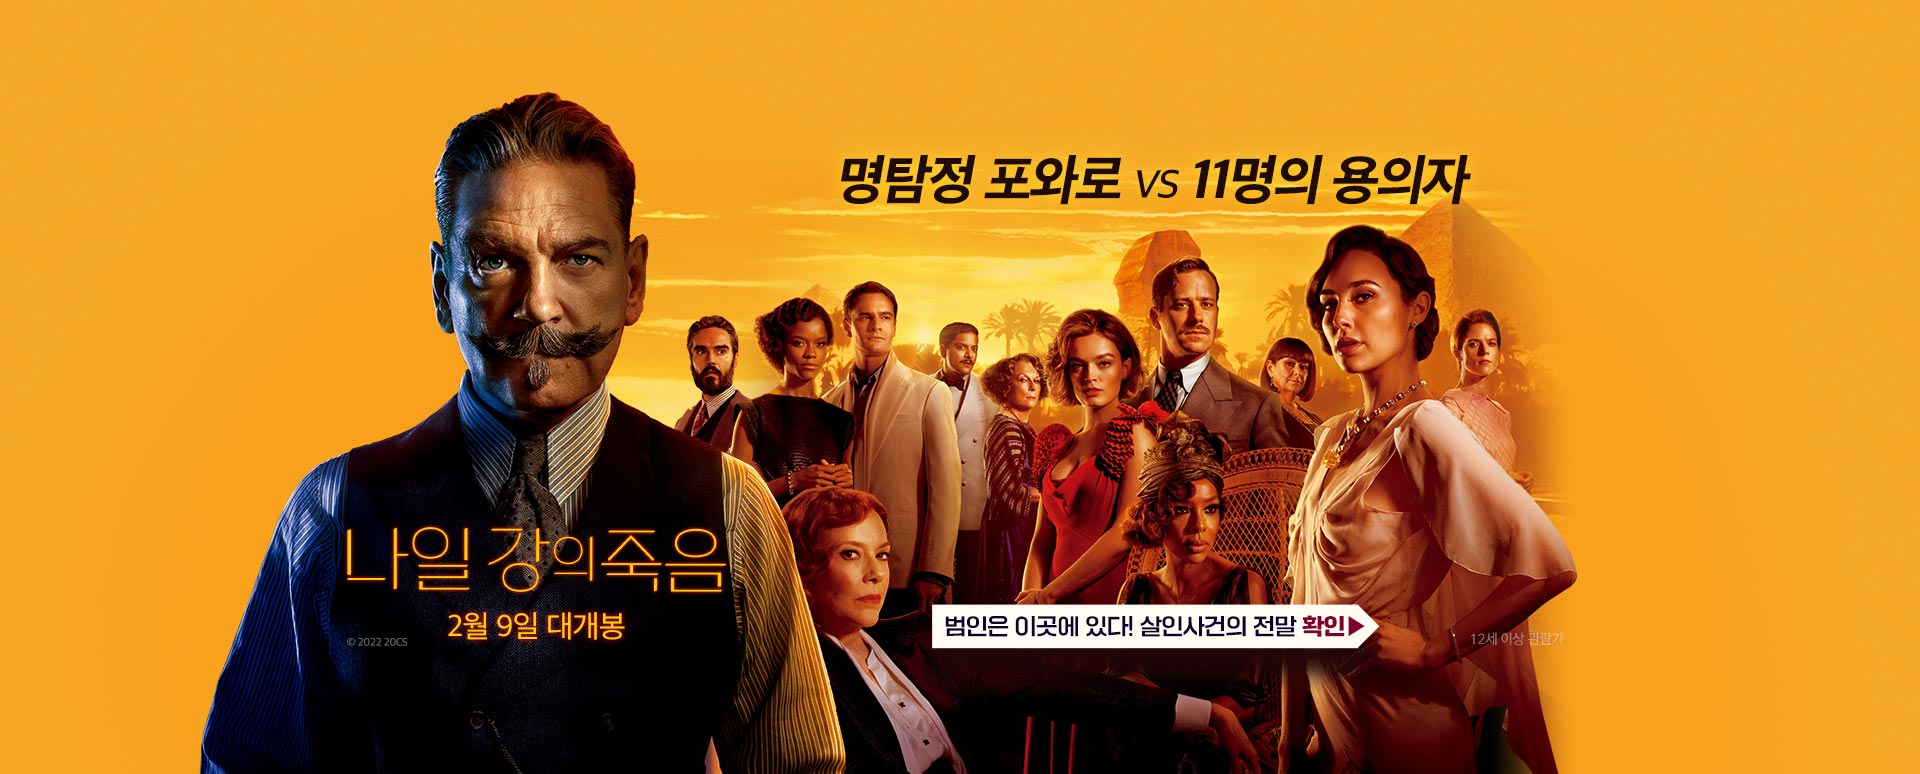 명탐정 포와로 VS 11명의 용의자
나일 강의 죽음
2월 9일 대개봉
© 2022 20CS
범인은 이곳에 있다! 살인사건의 전말 확인▶
12세 이상 관람가